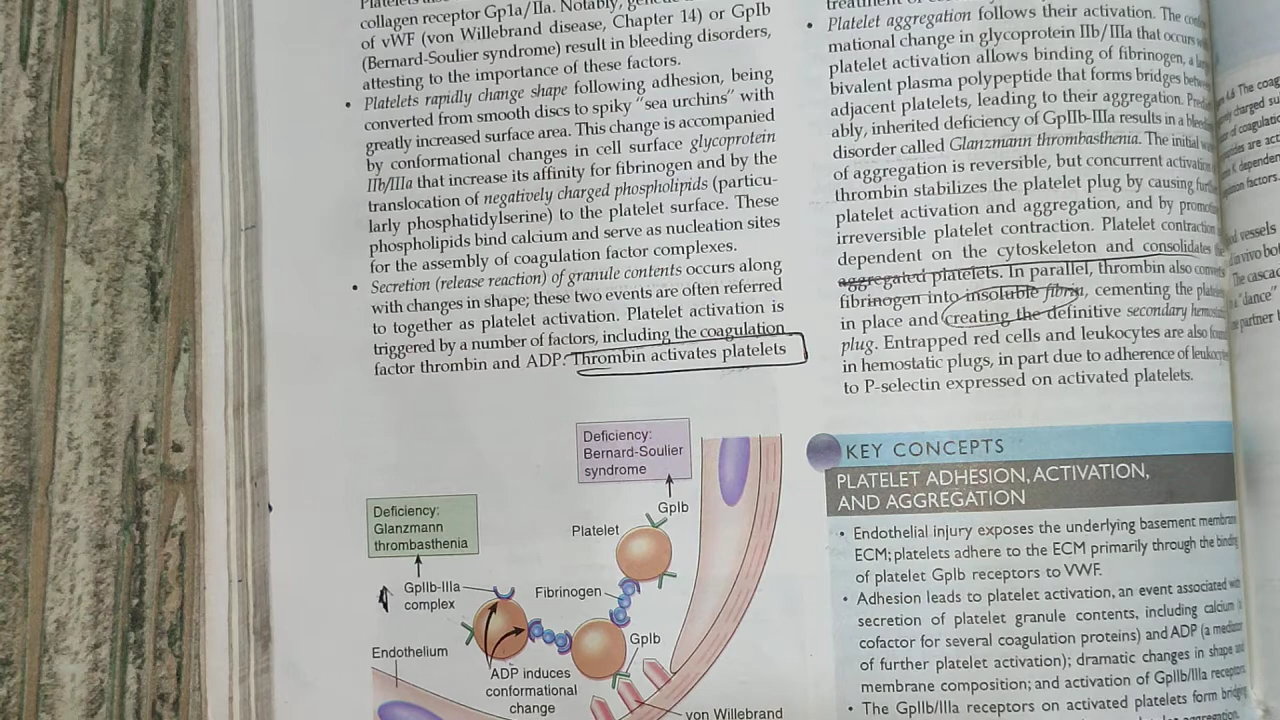 collagen receptor Gp1a/IIa. Notably,
of vWF (von Willebrand disease, Chapter 14) or GpIb
(Bernard-Soulier syndrome) result in bleeding disorders,
attesting to the importance of these factors.
• Platelets rapidly change shape following adhesion, being
converted from smooth discs to spiky "sea urchins" with
greatly increased surface area. This change is accompanied
by conformational changes in cell surface glycoprotein
IIb/IIIa that increase its affinity for fibrinogen and by the
translocation of negatively charged phospholipids (particu-
larly phosphatidylserine) to the platelet surface. These
phospholipids bind calcium and serve as nucleation sites
for the assembly of coagulation factor complexes.
• Secretion (release reaction) of granule contents occurs along
with changes in shape; these two events are often referred
to together as platelet activation. Platelet activation is
triggered by a number of factors, including the coagulation
factor thrombin and ADP. Thrombin activates platelets
Deficiency:
Bernard-Soulier
syndrome
Deficiency:
Glanzmann
thrombasthenia
GpIb
Platelet
GpIIb-IIIa
complex
Fibrinogen
GpIb
Endothelium
ADP induces
conformational
change
von Willebrand
• Platelet aggregation follows their activation. The
mational change in glycoprotein IIb/IIIa that occurs
platelet activation allows binding of fibrinogen, a
bivalent plasma polypeptide that forms bridges
adjacent platelets, leading to their aggregation.
ably, inherited deficiency of GpIIb-IIIa results in a
disorder called Glanzmann thrombasthenia. The initial
of aggregation is reversible, but concurrent
thrombin stabilizes the platelet plug by causing
platelet activation and aggregation, and by
irreversible platelet contraction. Platelet contraction
dependent on the cytoskeleton and consolidates
aggregated platelets. In parallel, thrombin also
fibrinogen into insoluble fibrin, cementing the
in place and creating the definitive secondary
plug. Entrapped red cells and leukocytes are also
in hemostatic plugs, in part due to adherence of
to P-selectin expressed on activated platelets.
KEY CONCEPTS
PLATELET ADHESION, ACTIVATION,
AND AGGREGATION
• Endothelial injury exposes the underlying basement
ECM; platelets adhere to the ECM primarily through the
of platelet GpIb receptors to VWF.
• Adhesion leads to platelet activation, an event associated
secretion of platelet granule contents, including calcium
cofactor for several coagulation proteins) and ADP (a
of further platelet activation); dramatic changes in shape
membrane composition; and activation of GpIIb/IIIa
• The GpIIb/IIIa receptors on activated platelets form
The
vessels
in vivo
The
"dance"
partner